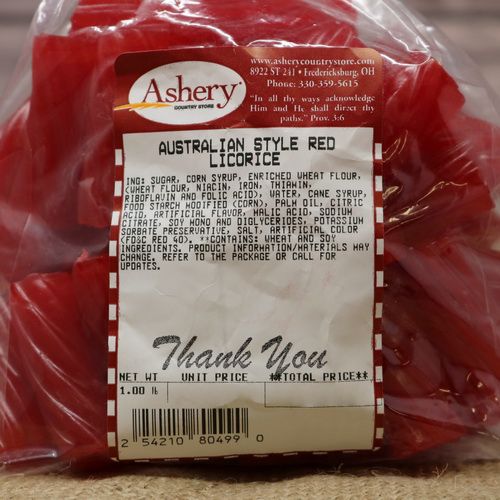 Ashery
COUNTRY STORE
www.asherycountrystore.com
8922 ST 241 • Fredericksburg, OH
Phone: 330-359-5615
"In all thy ways acknowledge
Him and He shall direct thy
paths." Prov. 3:6
AUSTRALIAN STYLE RED
LICORICE
ING: SUGAR, CORN SYRUP, ENRICHED WHEAT FLOUR,
(WHEAT FLOUR, NIACIN, IRON, THIAMIN,
RIBOFLAVIN AND FOLIC ACID), WATER, CANE SYRUP,
FOOD STARCH MODIFIED (CORN), PALM OIL, CITRIC
ACID, ARTIFICIAL FLAVOR, MALIC ACID, SODIUM
CITRATE, SOY MONO AND DIGLYCERIDES, POTASSIUM
SORBATE PRESERVATIVE, SALT, ARTIFICIAL COLOR
(FD&C RED 40). **CONTAINS: WHEAT AND SOY
INGREDIENTS. PRODUCT INFORMATION/MATERIALS MAY
CHANGE. REFER TO THE PACKAGE OR CALL FOR
UPDATES.
Thank You
NET WT UNIT PRICE **TOTAL PRICE**
1.00 lb
2 54210 80499 0